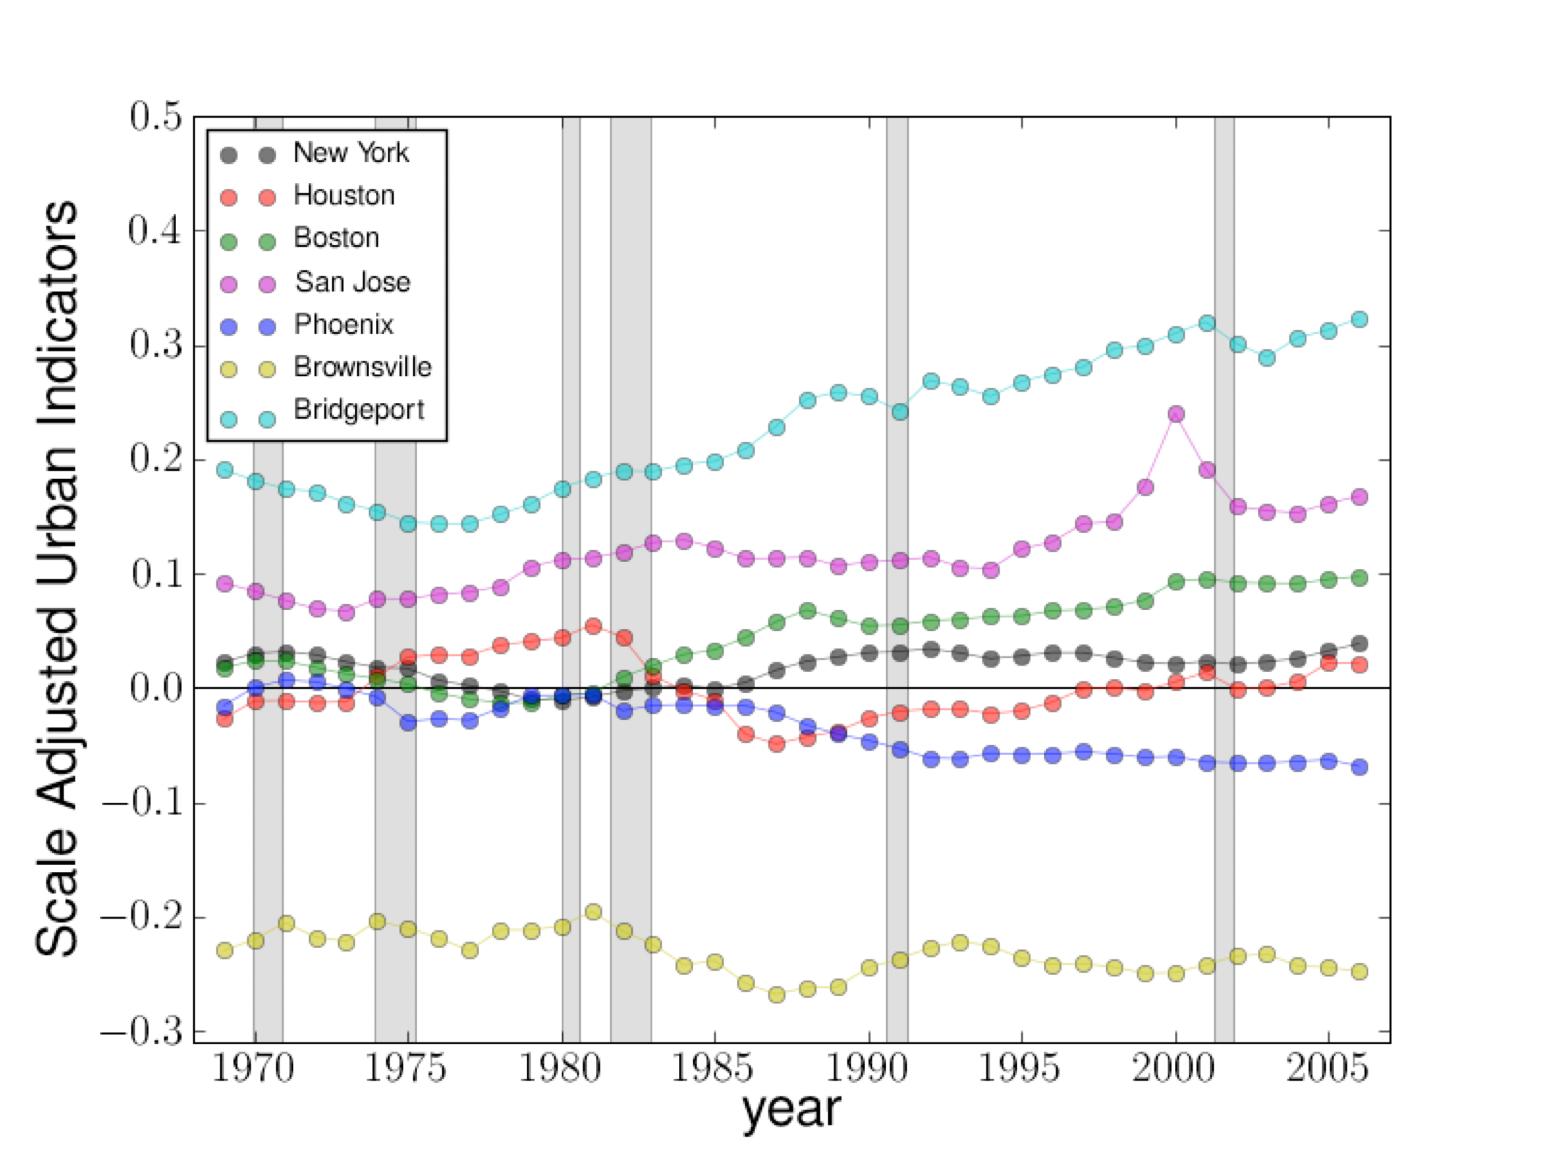 Scale Adjusted Urban Indicators
0.5
0.4
0.3
0.2
0.1
0.0
−0.1
−0.2
−0.3
New York
Houston
Boston
San Jose
Phoenix
Brownsville
Bridgeport
1970 1975 1980 1985 1990 1995 2000 2005
year